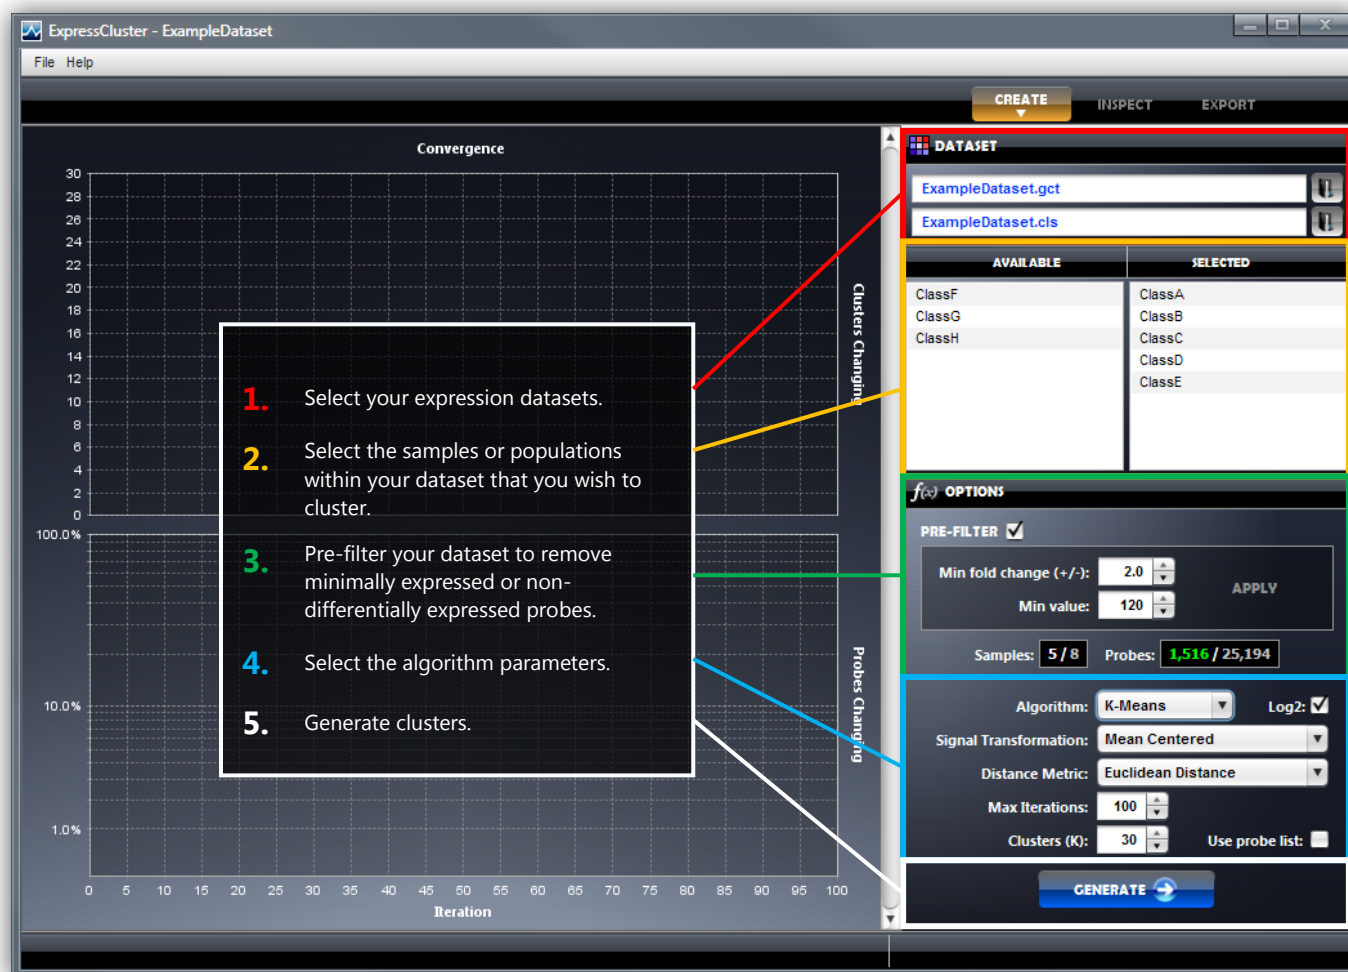 ExpressCluster - ExampleDataset
File Help
CREATE INSPECT EXPORT
Convergence
30
28
26
24
22
20
18
16
14
12
10
8
6
4
2
0
Clusters Changing
100.0%
10.0%
1.0%
Probes Changing
0 5 10 15 20 25 30 35 40 45 50 55 60 65 70 75 80 85 90 95 100
Iteration
1. Select your expression datasets.
2. Select the samples or populations
within your dataset that you wish to
cluster.
3. Pre-filter your dataset to remove
minimally expressed or non-
differentially expressed probes.
4. Select the algorithm parameters.
5. Generate clusters.
DATASET
ExampleDataset.gct
ExampleDataset.cls
AVAILABLE SELECTED
ClassF ClassA
ClassG ClassB
ClassH ClassC
ClassD
ClassE
f(x) OPTIONS
PRE-FILTER
Min fold change (+/-): 2.0
APPLY
Min value: 120
Samples: 5 / 8 Probes: 1,516 / 25,194
Algorithm: K-Means Log2:
Signal Transformation: Mean Centered
Distance Metric: Euclidean Distance
Max Iterations: 100
Clusters (K): 30 Use probe list:
GENERATE